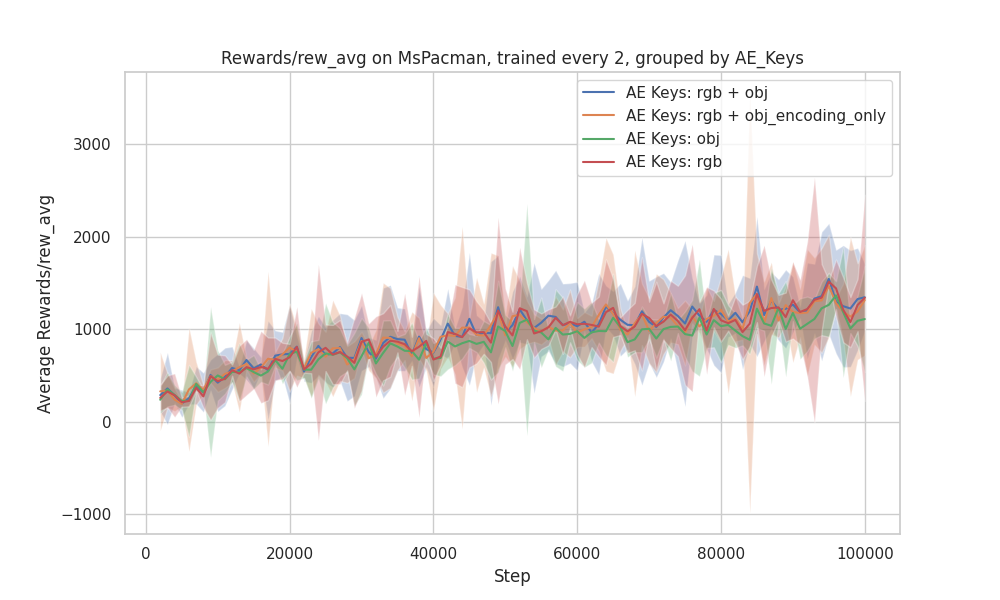 Rewards/rew_avg on MsPacman, trained every 2, grouped by AE_Keys
AE Keys: rgb + obj
AE Keys: rgb + obj_encoding_only
AE Keys: obj
AE Keys: rgb
Average Rewards/rew_avg
3000
2000
1000
0
−1000
0 20000 40000 60000 80000 100000
Step